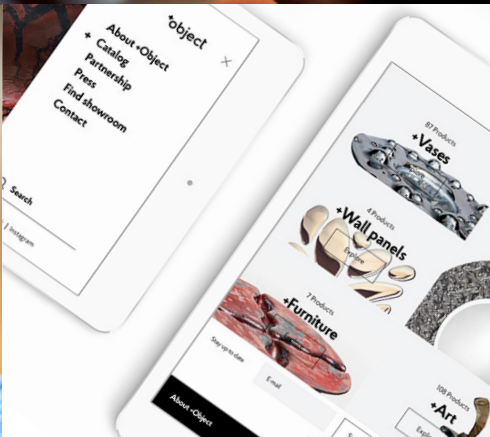 +object
About +Object
+ Catalog
Partnership
Press
Find showroom
Contact
Search
| Instagram
87 Products
+Vases
Explore
4 Products
+Wall panels
Explore
7 Products
+Furniture
Stay up to date
E-mail
108 Products
+Art
About +Object